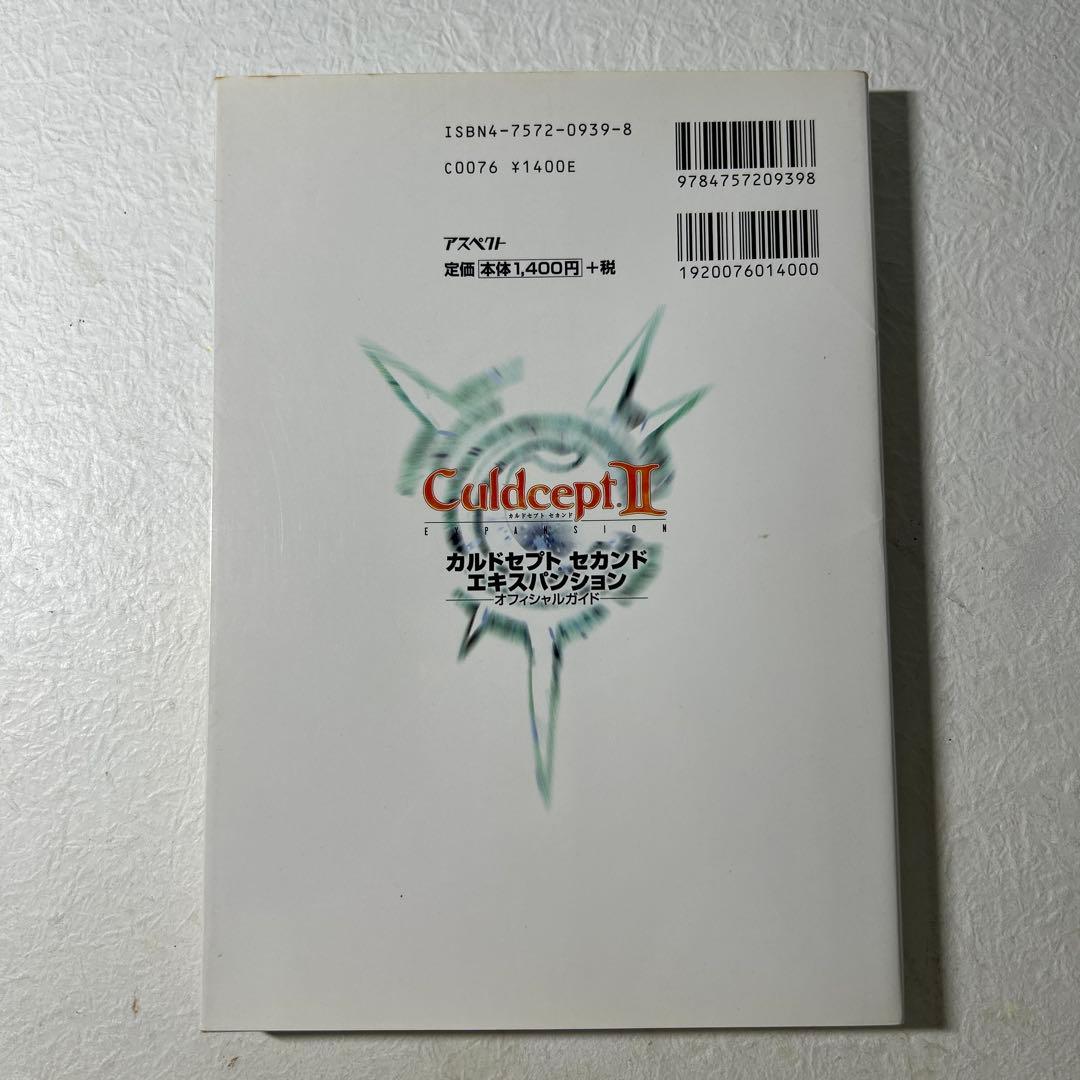 ISBN4-7572-0939-8
C0076 ¥1400E
9784757209398
アスペクト
定価 本体1,400円 +税
1920076014000
Culdcept.II
カルドセプト セカンド
EXPANSION
カルドセプト セカンド
エキスパンション
オフィシャルガイド